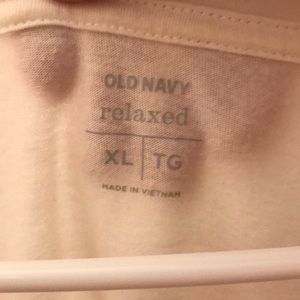 OLD NAVY
relaxed
XL | TG
MADE IN VIETNAM